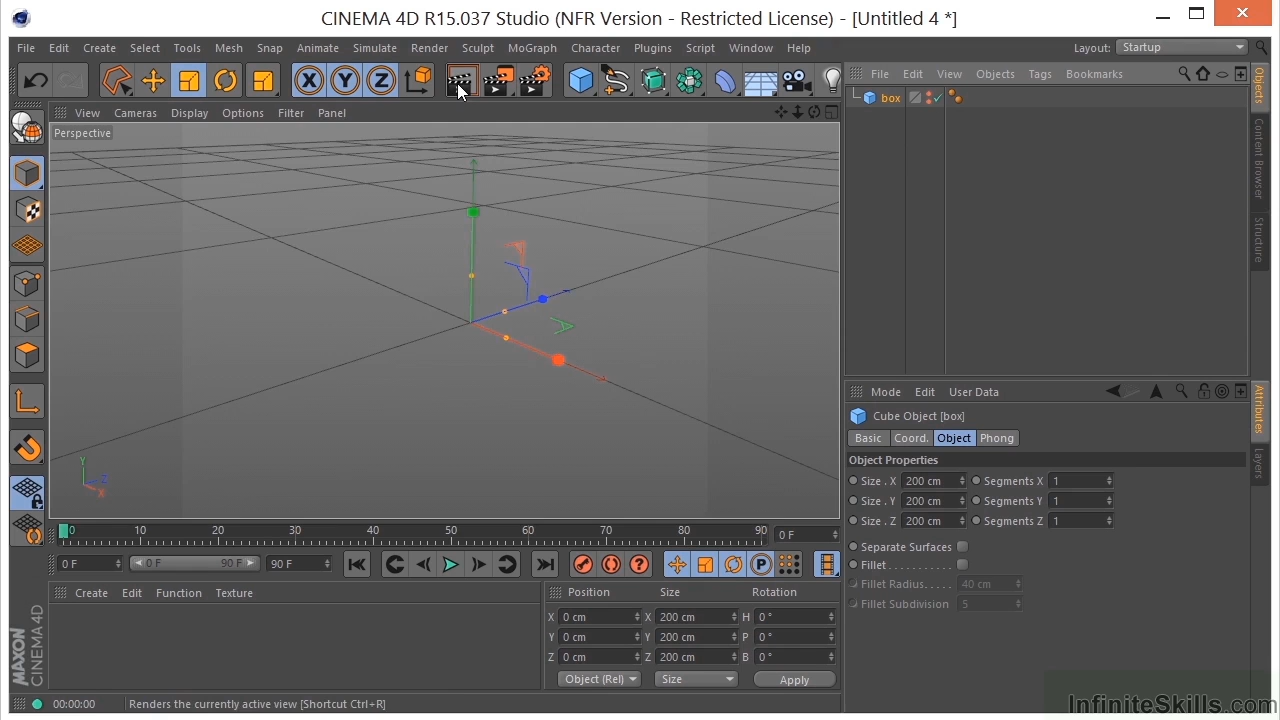 CINEMA 4D R15.037 Studio (NFR Version - Restricted License) - [Untitled 4 *]
File Edit Create Select Tools Mesh Snap Animate Simulate Render Sculpt MoGraph Character Plugins Script Window Help Layout: Startup
X Y Z
File Edit View Objects Tags Bookmarks
box
Objects
Content Browser
Structure
View Cameras Display Options Filter Panel
Perspective
Y
Z
X
Mode Edit User Data
Attributes
Layers
Cube Object [box]
Basic Coord. Object Phong
Object Properties
Size . X 200 cm Segments X 1
Size . Y 200 cm Segments Y 1
Size . Z 200 cm Segments Z 1
Separate Surfaces
Fillet . . . . . . . . . . .
Fillet Radius. . . . . 40 cm
Fillet Subdivision 5
0 10 20 30 40 50 60 70 80 90 0 F
0 F 0 F 90 F 90 F
? P
Create Edit Function Texture
Position Size Rotation
X 0 cm X 200 cm H 0 °
Y 0 cm Y 200 cm P 0 °
Z 0 cm Z 200 cm B 0 °
Object (Rel) Size Apply
MAXON
CINEMA 4D
00:00:00 Renders the currently active view [Shortcut Ctrl+R]
InfiniteSkills.com